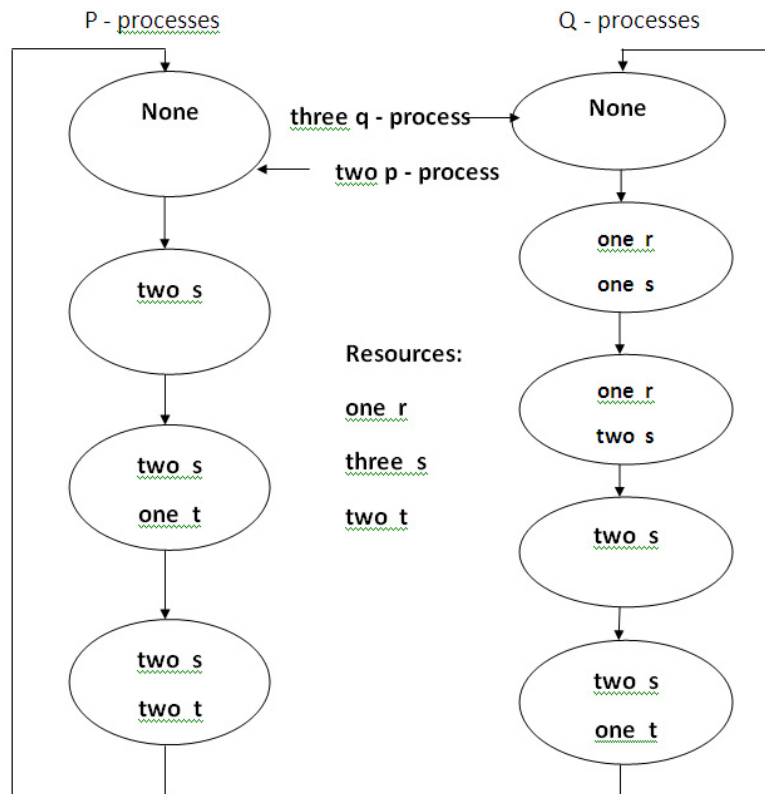 P - processes
Q - processes
None
three q - process
None
two p - process
one r
one s
two s
Resources:
one r
three s
two t
one r
two s
two s
one t
two s
two s
two t
two s
one t